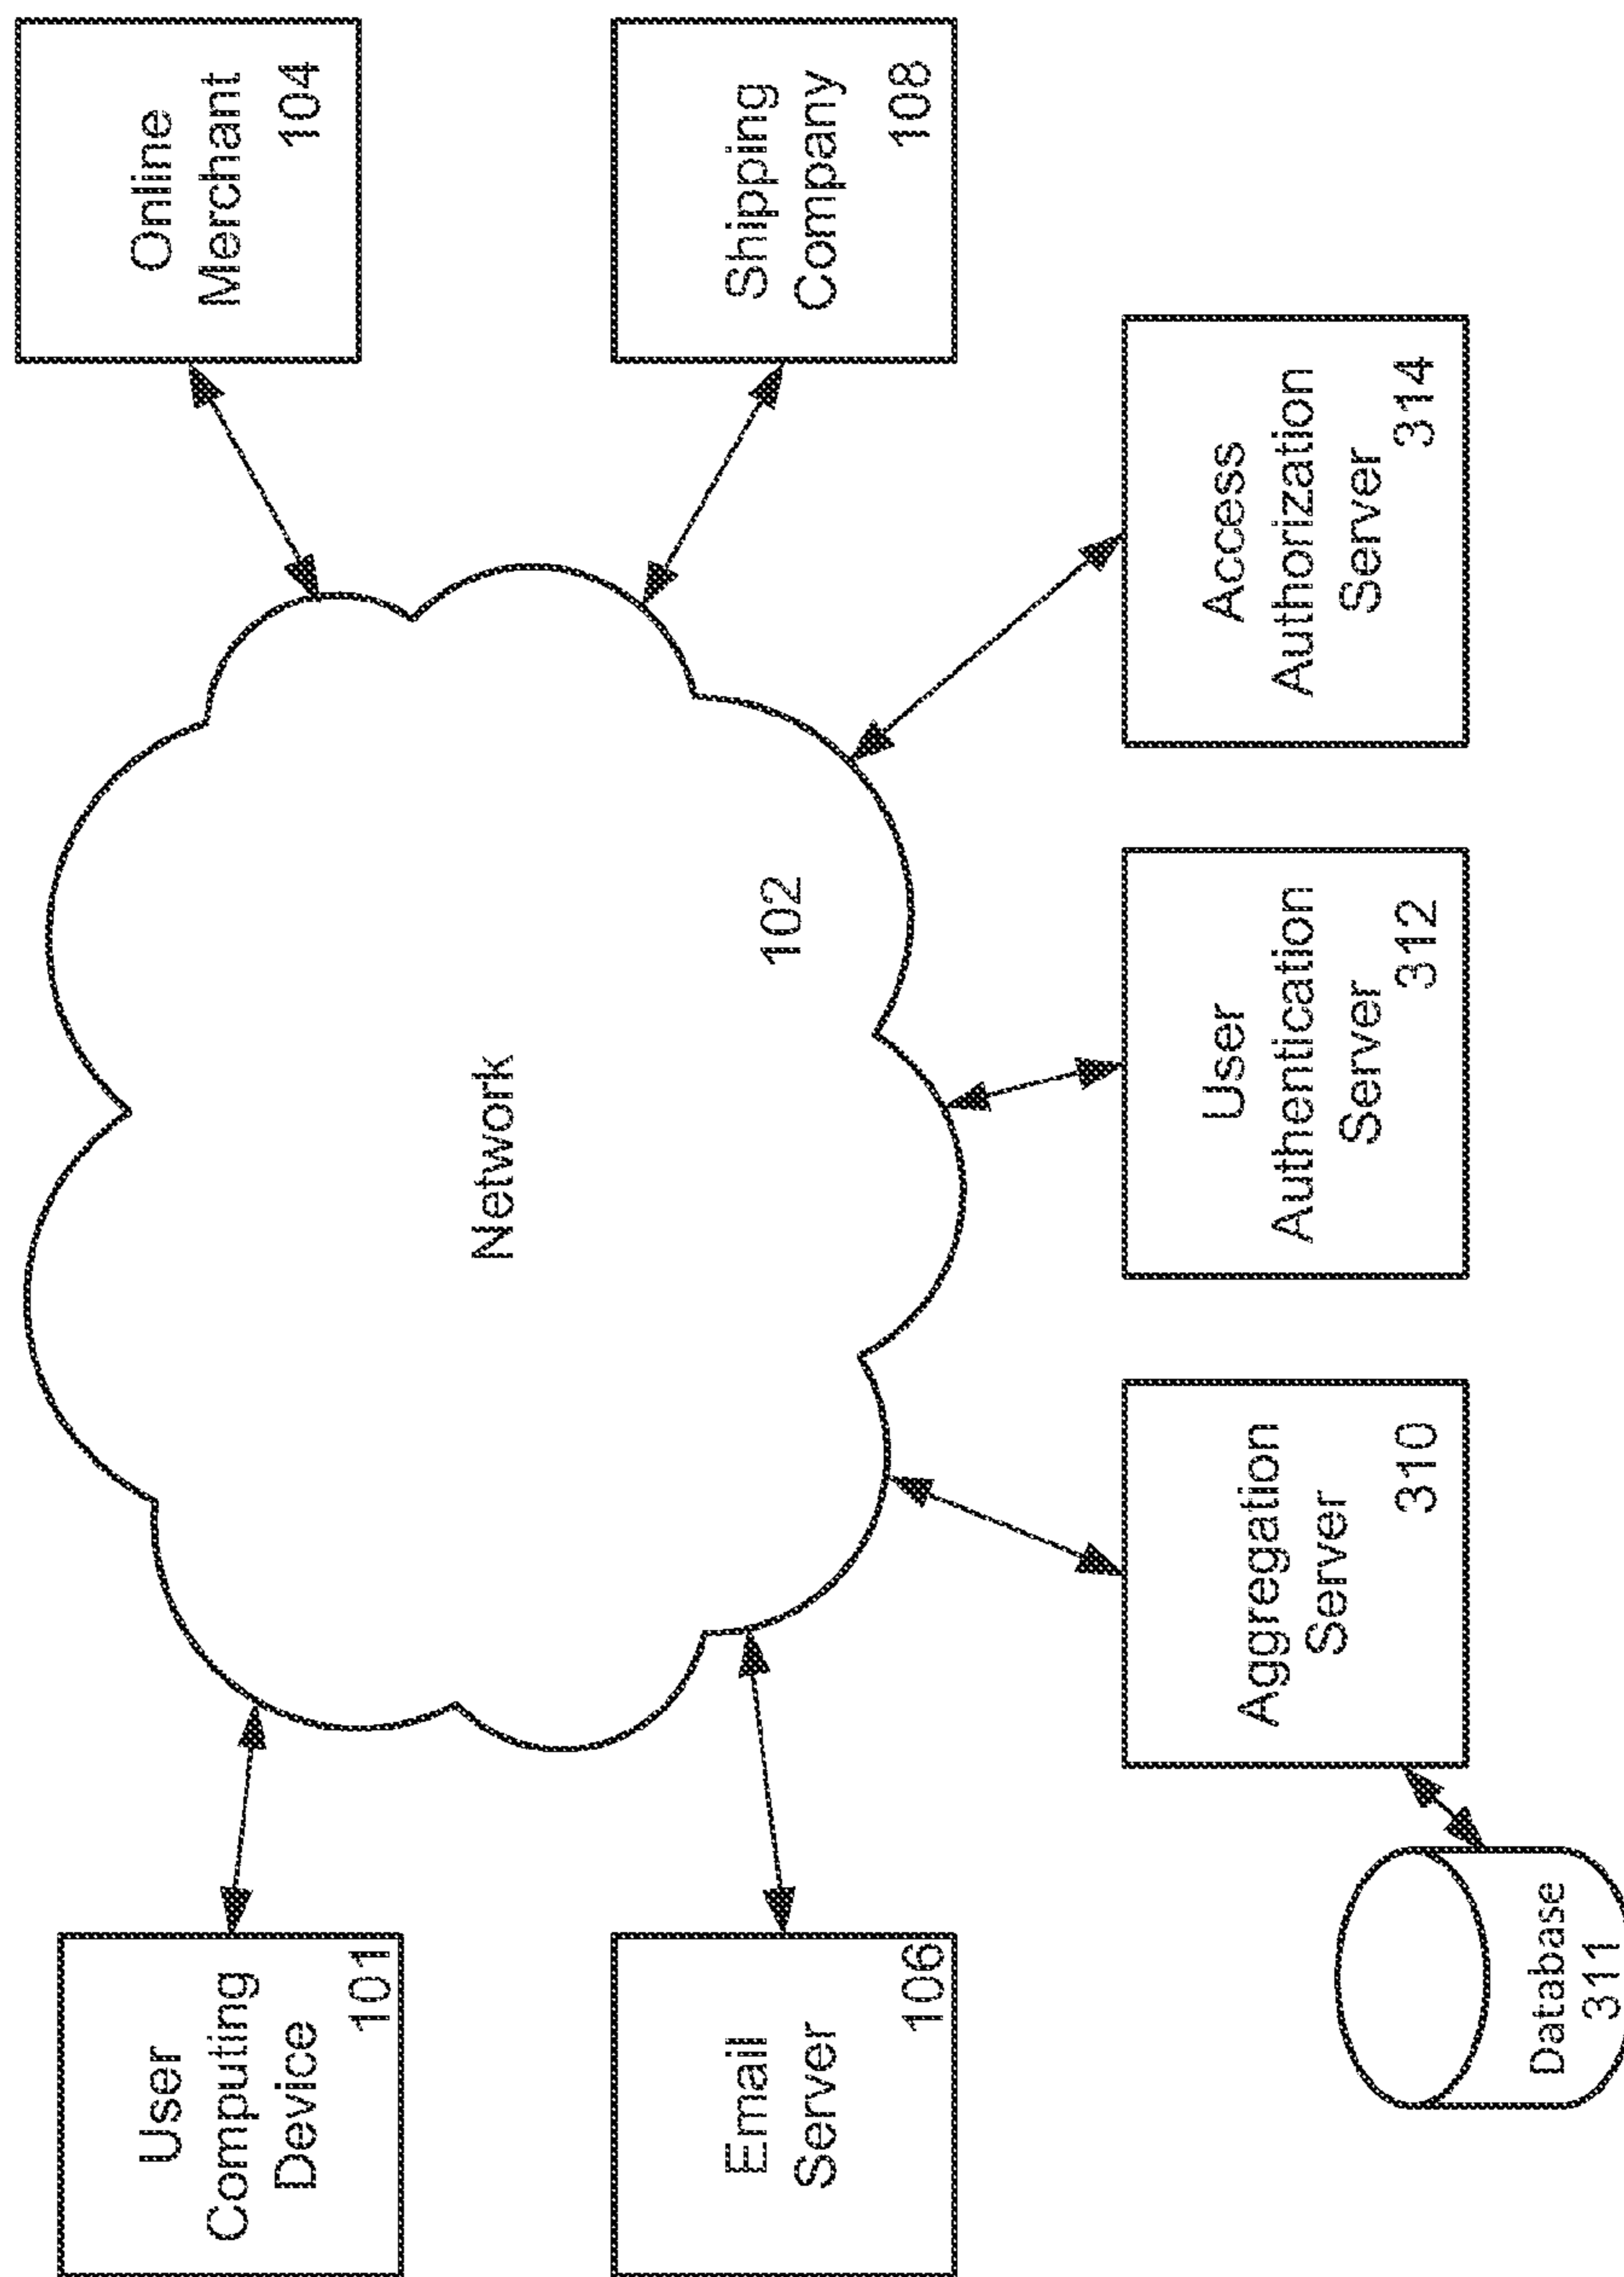 User
Computing
Device
101
Email
Server
106
Database
311
Aggregation
Server
310
Network
102
User
Authentication
Server
312
Access
Authorization
Server
314
Online
Merchant
104
Shipping
Company
108